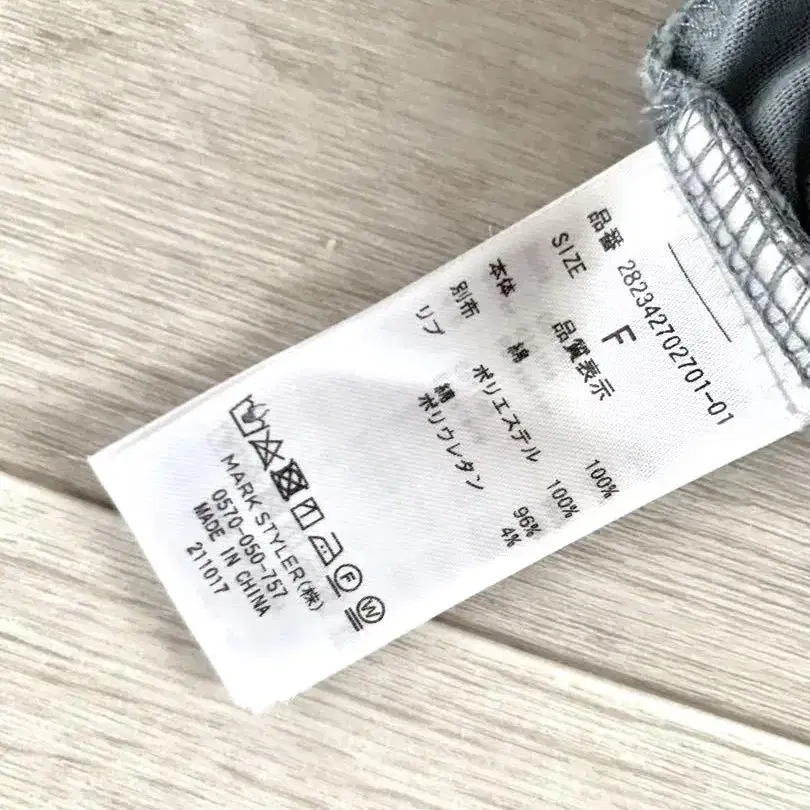 品番 282342702701-01
SIZE F
品質表示
本体 綿 100%
別布 ポリエステル 100%
リブ 綿 96%
ポリウレタン 4%
MARK STYLER(株)
0570-050-757
MADE IN CHINA
211017
F
W